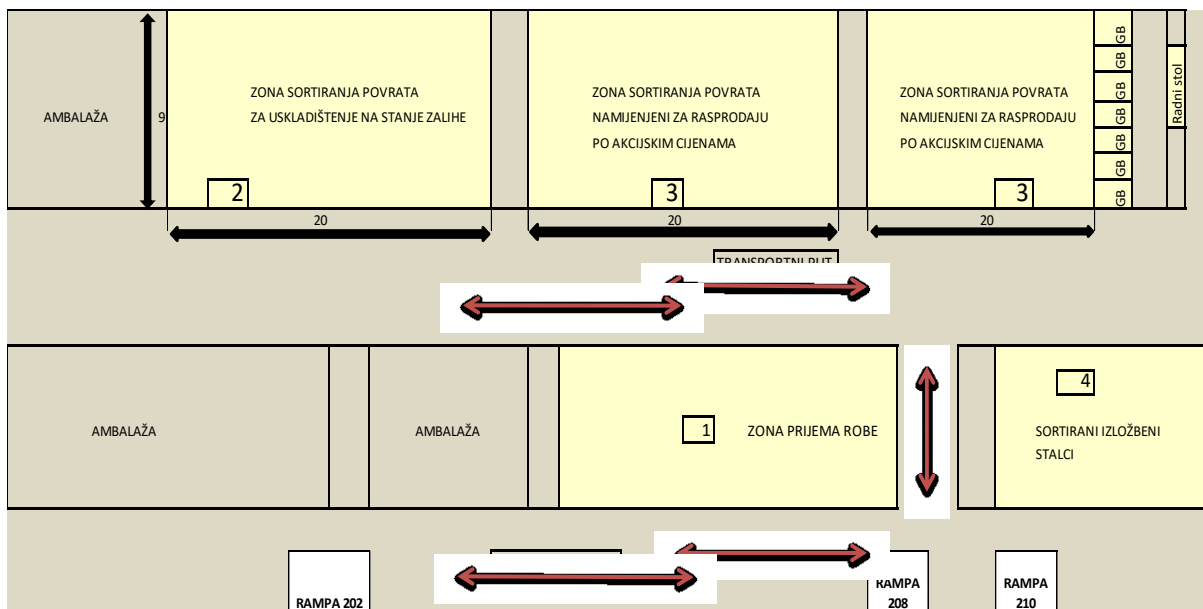 AMBALAŽA
9
ZONA SORTIRANJA POVRATA
ZA USKLADIŠTENJE NA STANJE ZALIHE
2
20
ZONA SORTIRANJA POVRATA
NAMIJENJENI ZA RASPRODAJU
PO AKCIJSKIM CIJENAMA
3
20
ZONA SORTIRANJA POVRATA
NAMIJENJENI ZA RASPRODAJU
PO AKCIJSKIM CIJENAMA
3
20
GB
GB
GB
GB
GB
GB
GB
Radni stol
TRANSPORTNI PUT
AMBALAŽA
AMBALAŽA
1
ZONA PRIJEMA ROBE
4
SORTIRANI IZLOŽBENI
STALCI
RAMPA 202
RAMPA
208
RAMPA
210